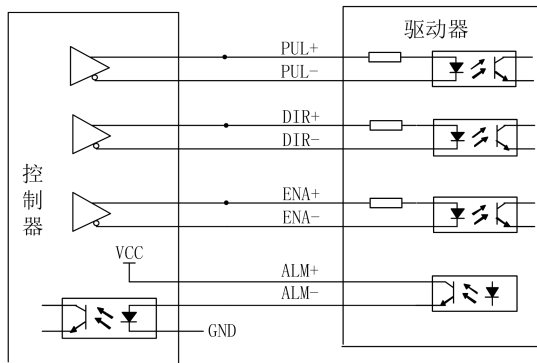 驱动器
PUL+
PUL-
DIR+
DIR-
控制器
ENA+
ENA-
VCC
ALM+
ALM-
GND